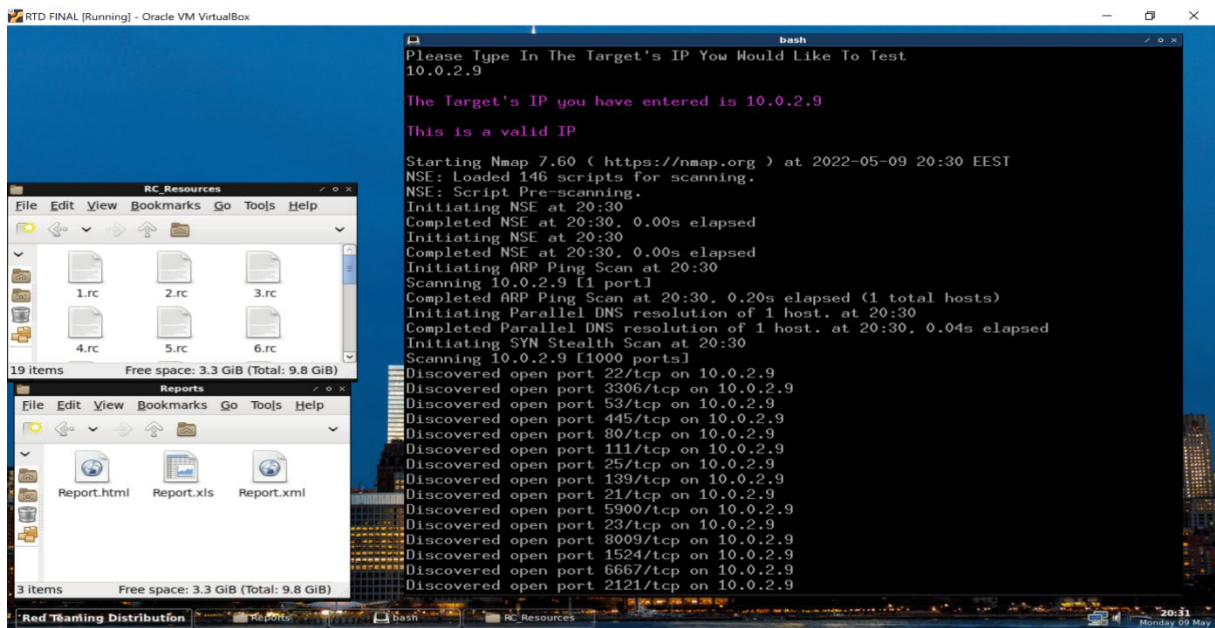 RTD FINAL [Running] - Oracle VM VirtualBox
bash
Please Type In The Target's IP You Would Like To Test
10.0.2.9
The Target's IP you have entered is 10.0.2.9
This is a valid IP
Starting Nmap 7.60 ( https://nmap.org ) at 2022-05-09 20:30 EEST
NSE: Loaded 146 scripts for scanning.
NSE: Script Pre-scanning.
Initiating NSE at 20:30
Completed NSE at 20:30, 0.00s elapsed
Initiating NSE at 20:30
Completed NSE at 20:30, 0.00s elapsed
Initiating ARP Ping Scan at 20:30
Scanning 10.0.2.9 [1 port]
Completed ARP Ping Scan at 20:30, 0.20s elapsed (1 total hosts)
Initiating Parallel DNS resolution of 1 host. at 20:30
Completed Parallel DNS resolution of 1 host. at 20:30, 0.04s elapsed
Initiating SYN Stealth Scan at 20:30
Scanning 10.0.2.9 [1000 ports]
Discovered open port 22/tcp on 10.0.2.9
Discovered open port 3306/tcp on 10.0.2.9
Discovered open port 53/tcp on 10.0.2.9
Discovered open port 445/tcp on 10.0.2.9
Discovered open port 80/tcp on 10.0.2.9
Discovered open port 111/tcp on 10.0.2.9
Discovered open port 25/tcp on 10.0.2.9
Discovered open port 139/tcp on 10.0.2.9
Discovered open port 21/tcp on 10.0.2.9
Discovered open port 5900/tcp on 10.0.2.9
Discovered open port 23/tcp on 10.0.2.9
Discovered open port 8009/tcp on 10.0.2.9
Discovered open port 1524/tcp on 10.0.2.9
Discovered open port 6667/tcp on 10.0.2.9
Discovered open port 2121/tcp on 10.0.2.9
RC_Resources
File Edit View Bookmarks Go Tools Help
1.rc 2.rc 3.rc
4.rc 5.rc 6.rc
19 items Free space: 3.3 GiB (Total: 9.8 GiB)
Reports
File Edit View Bookmarks Go Tools Help
Report.html Report.xls Report.xml
3 items Free space: 3.3 GiB (Total: 9.8 GiB)
Red Teaming Distribution Reports bash RC_Resources 20:31
Monday 09 May